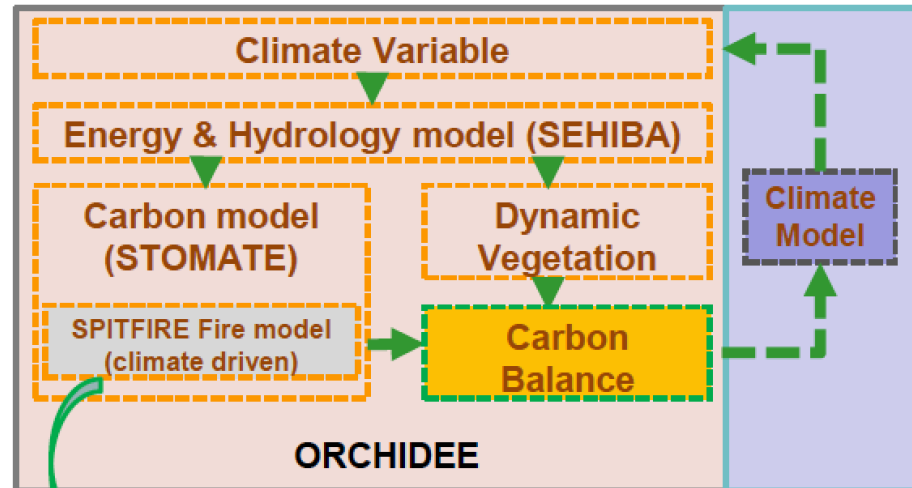 Climate Variable
Energy & Hydrology model (SEHIBA)
Carbon model
(STOMATE)
Dynamic
Vegetation
Climate
Model
SPITFIRE Fire model
(climate driven)
Carbon
Balance
ORCHIDEE